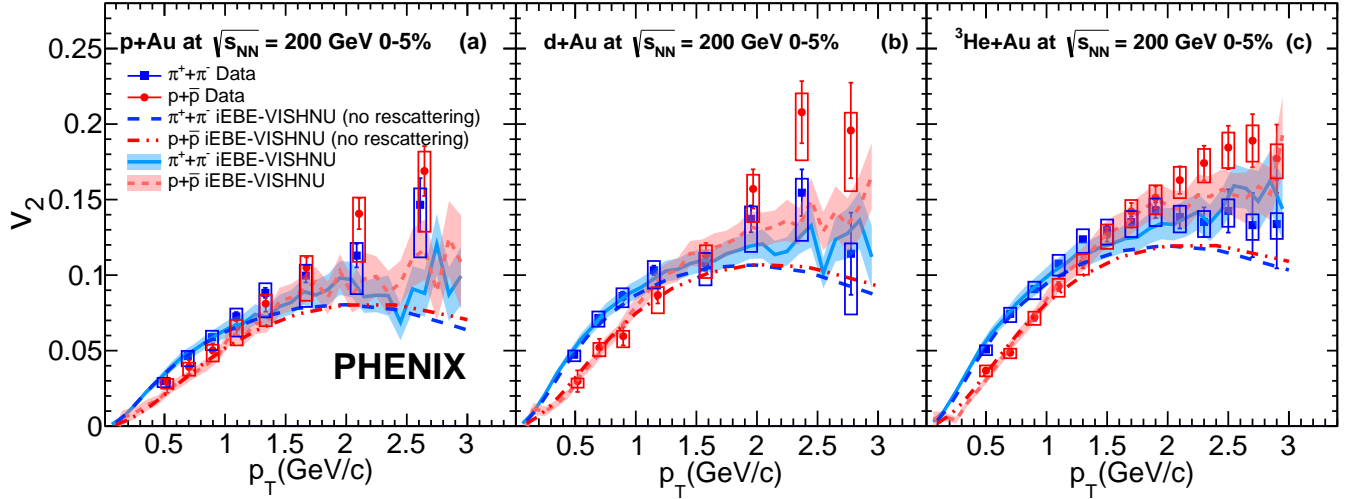 p+Au at √s_NN = 200 GeV 0-5% (a)
d+Au at √s_NN = 200 GeV 0-5% (b)
³He+Au at √s_NN = 200 GeV 0-5% (c)
π⁺+π⁻ Data
p+p̄ Data
π⁺+π⁻ iEBE-VISHNU (no rescattering)
p+p̄ iEBE-VISHNU (no rescattering)
π⁺+π⁻ iEBE-VISHNU
p+p̄ iEBE-VISHNU
PHENIX
v₂
0.25
0.2
0.15
0.1
0.05
0
0.5 1 1.5 2 2.5 3
0.5 1 1.5 2 2.5 3
0.5 1 1.5 2 2.5 3
p_T(GeV/c)
p_T(GeV/c)
p_T(GeV/c)